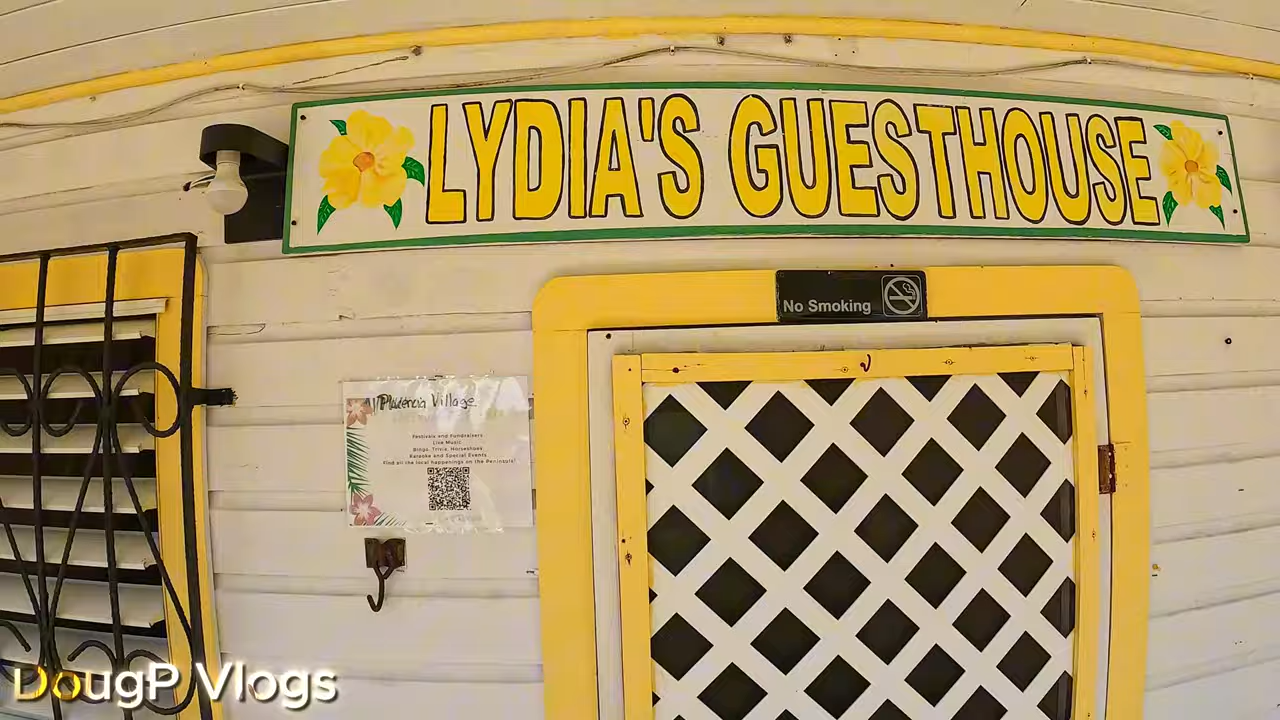 LYDIA'S GUESTHOUSE
No Smoking
Placencia Village
Festivals and Fundraisers
Live Music
Bingo, Trivia, Horseshoes
Karaoke and Special Events
Find all the local happenings on the Peninsula!
DougP Vlogs